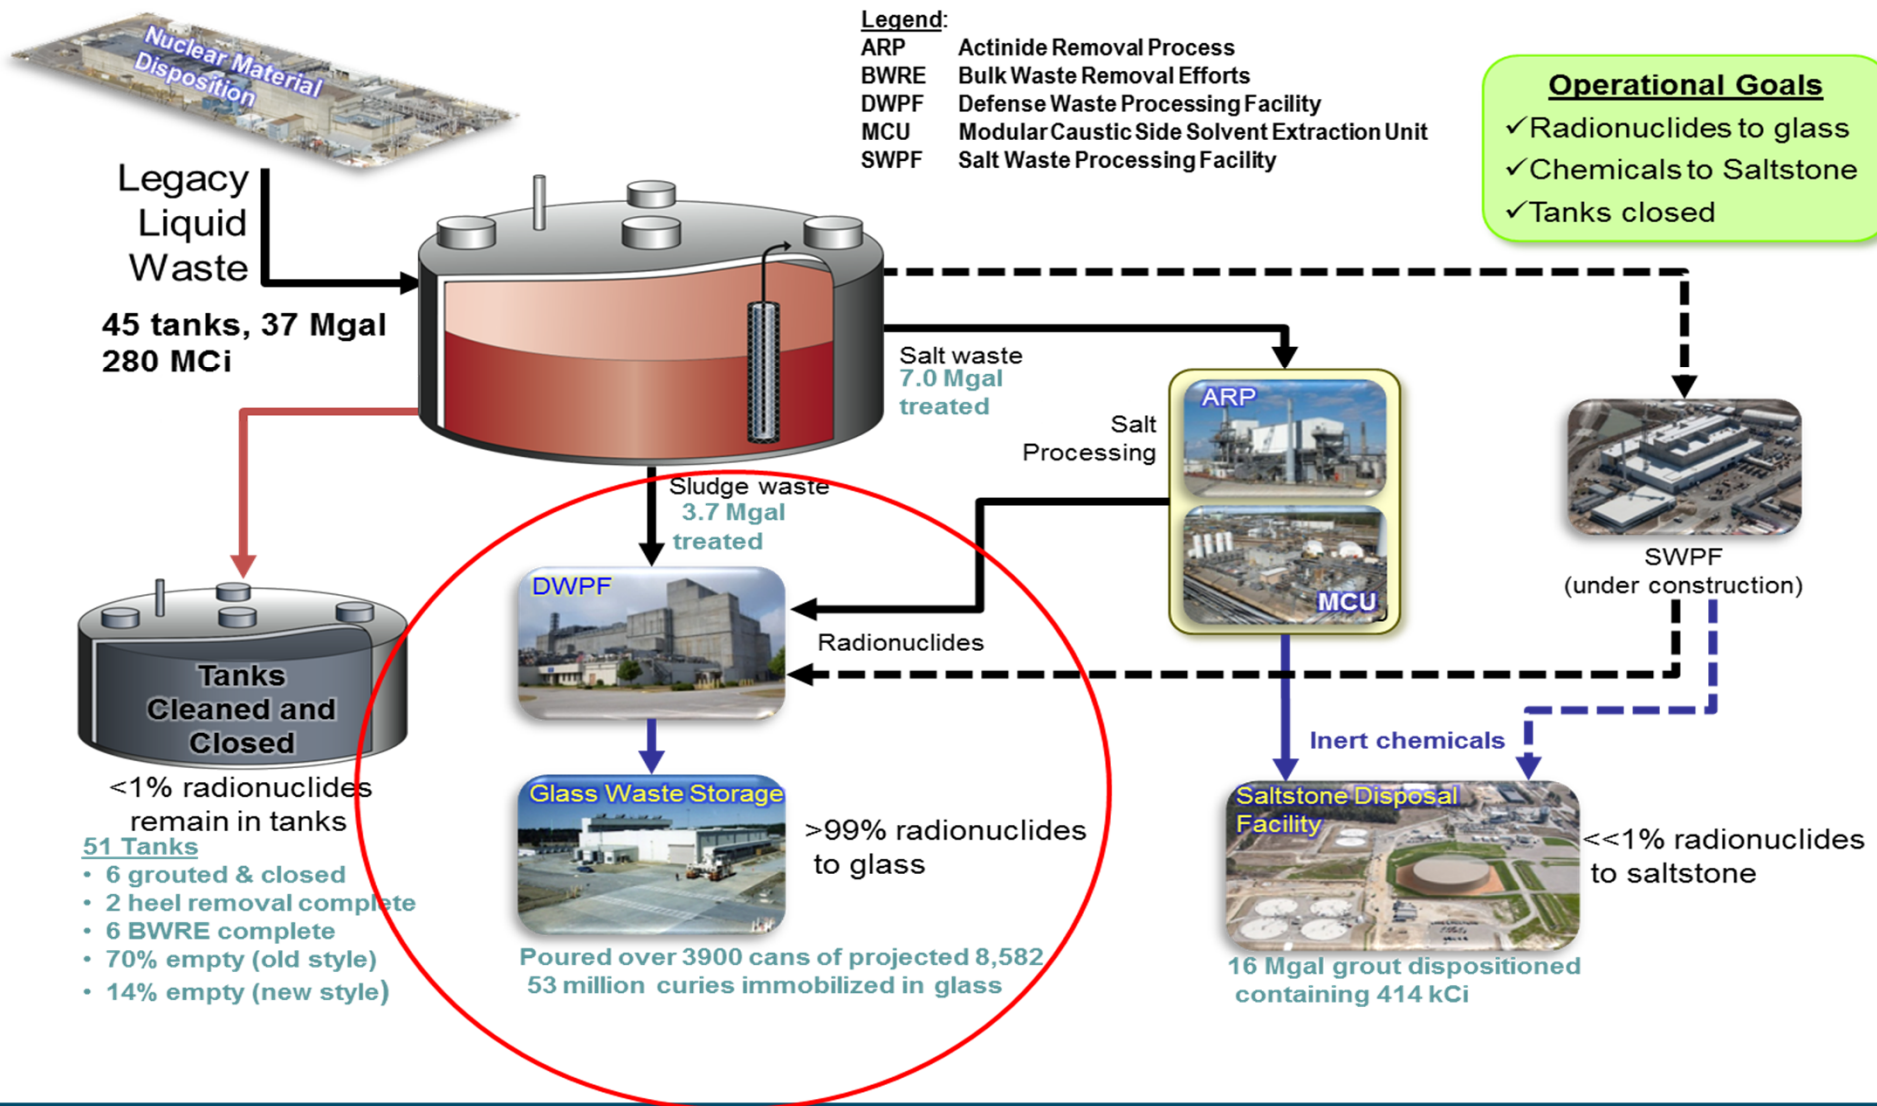 Nuclear Material
Disposition
Legend:
ARP Actinide Removal Process
BWRE Bulk Waste Removal Efforts
DWPF Defense Waste Processing Facility
MCU Modular Caustic Side Solvent Extraction Unit
SWPF Salt Waste Processing Facility
Operational Goals
✓Radionuclides to glass
✓Chemicals to Saltstone
✓Tanks closed
Legacy
Liquid
Waste
45 tanks, 37 Mgal
280 MCi
Salt waste
7.0 Mgal
treated
Salt
Processing
ARP
MCU
SWPF
(under construction)
Sludge waste
3.7 Mgal
treated
DWPF
Radionuclides
Inert chemicals
Tanks
Cleaned and
Closed
<1% radionuclides
remain in tanks
51 Tanks
• 6 grouted & closed
• 2 heel removal complete
• 6 BWRE complete
• 70% empty (old style)
• 14% empty (new style)
Glass Waste Storage
>99% radionuclides
to glass
Poured over 3900 cans of projected 8,582
53 million curies immobilized in glass
Saltstone Disposal
Facility
<<1% radionuclides
to saltstone
16 Mgal grout dispositioned
containing 414 kCi